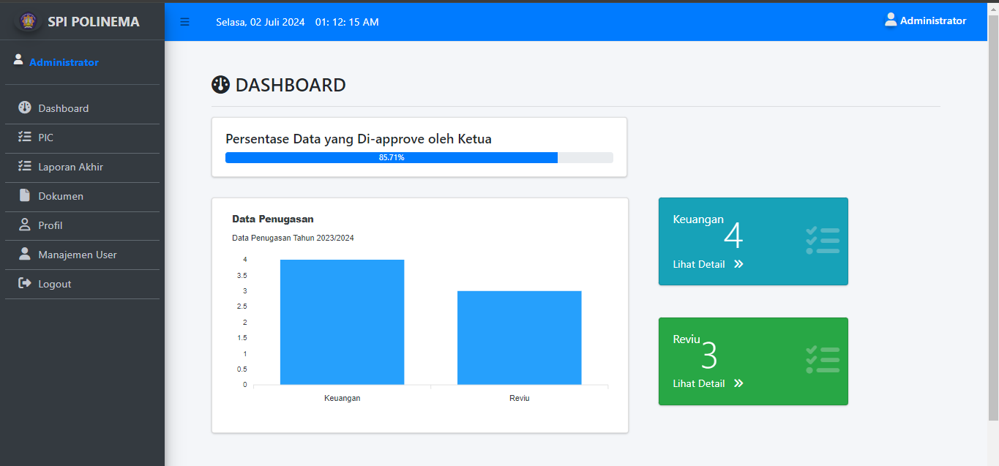 SPI POLINEMA
Selasa, 02 Juli 2024 01: 12: 15 AM
Administrator
Administrator
Dashboard
PIC
Laporan Akhir
Dokumen
Profil
Manajemen User
Logout
DASHBOARD
Persentase Data yang Di-approve oleh Ketua
85.71%
Data Penugasan
Data Penugasan Tahun 2023/2024
4
3.5
3
2.5
2
1.5
1
0.5
0
Keuangan Reviu
Keuangan
4
Lihat Detail
Reviu
3
Lihat Detail